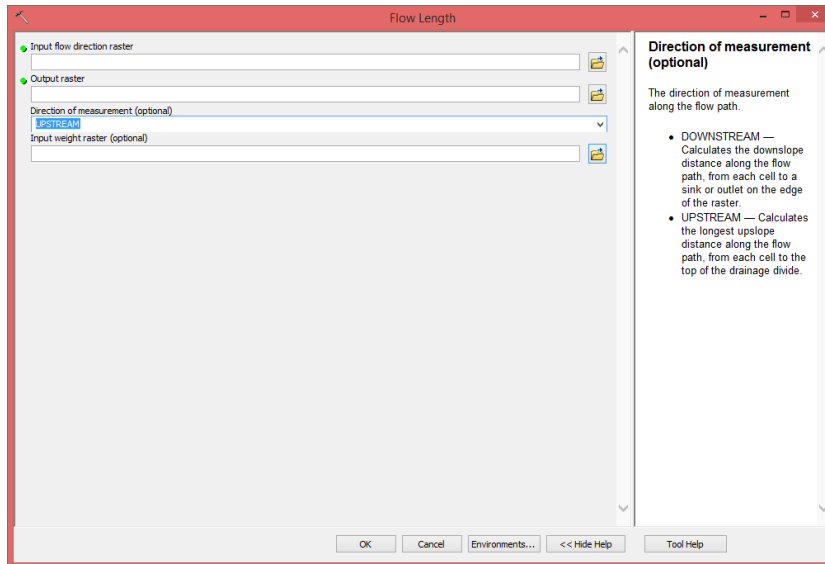 Flow Length
Input flow direction raster
Output raster
Direction of measurement (optional)
UPSTREAM
Input weight raster (optional)
OK
Cancel
Environments...
<< Hide Help
Tool Help
Direction of measurement
(optional)
The direction of measurement
along the flow path.
• DOWNSTREAM —
Calculates the downslope
distance along the flow
path, from each cell to a
sink or outlet on the edge
of the raster.
• UPSTREAM — Calculates
the longest upslope
distance along the flow
path, from each cell to the
top of the drainage divide.